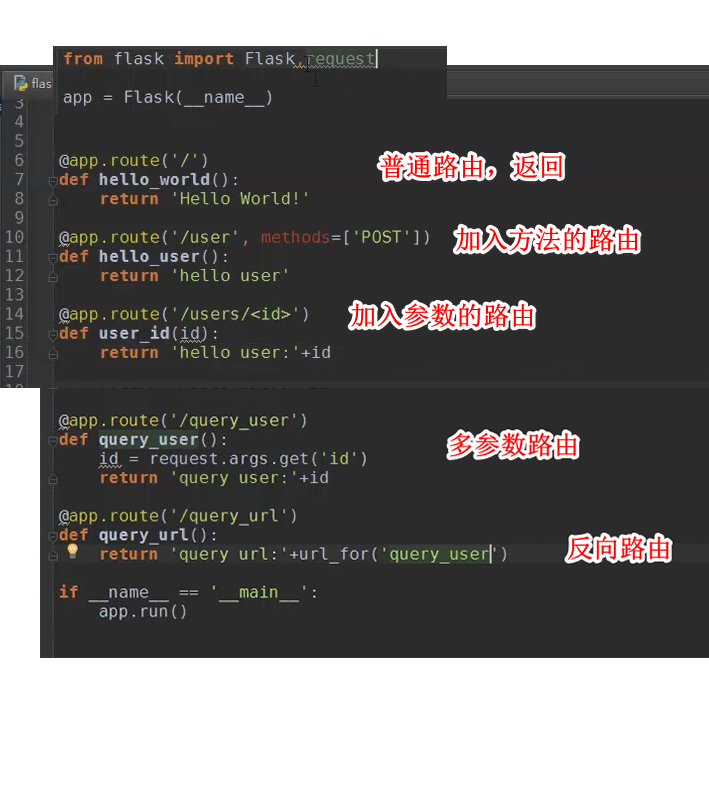 from flask import Flask,request
flas
app = Flask(__name__)
3
4
5
6 @app.route('/') 普通路由，返回
7 def hello_world():
8 return 'Hello World!'
9
10 @app.route('/user', methods=['POST']) 加入方法的路由
11 def hello_user():
12 return 'hello user'
13
14 @app.route('/users/<id>') 加入参数的路由
15 def user_id(id):
16 return 'hello user:'+id
17
@app.route('/query_user')
def query_user(): 多参数路由
id = request.args.get('id')
return 'query user:'+id
@app.route('/query_url')
def query_url():
return 'query url:'+url_for('query_user') 反向路由
if __name__ == '__main__':
app.run()